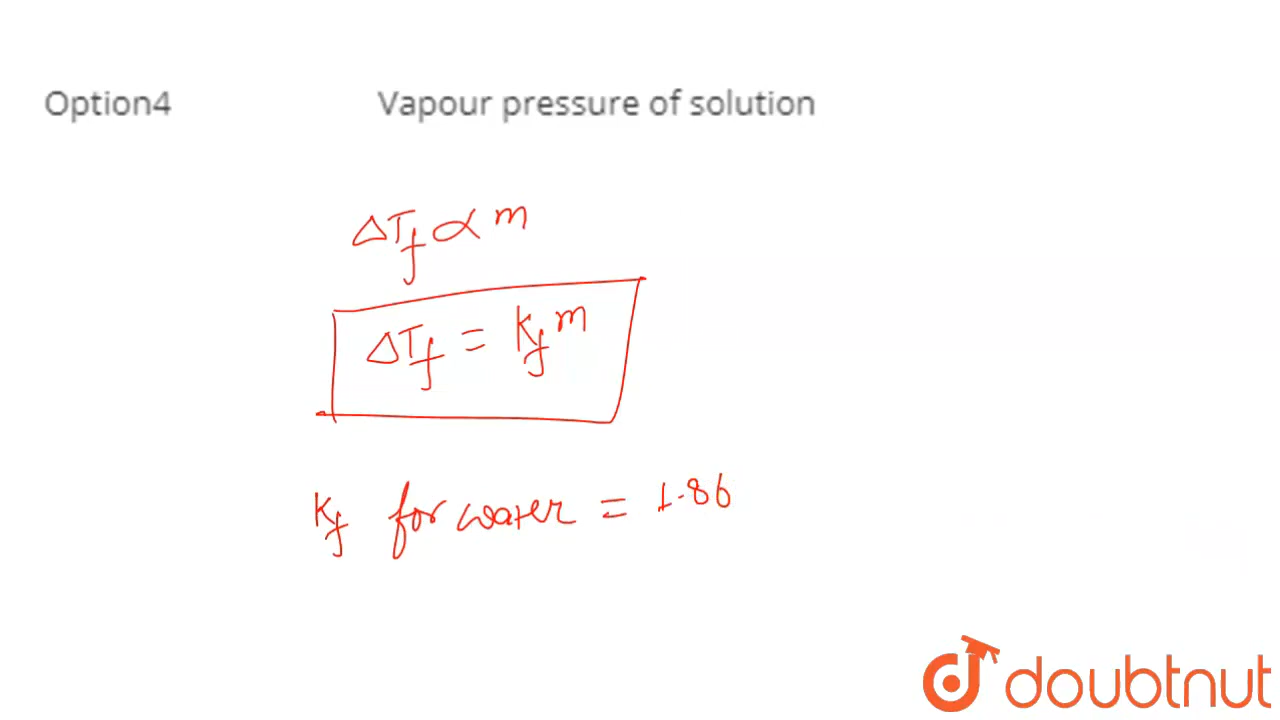 Option4 Vapour pressure of solution
ΔTf ∝ m
ΔTf = Kf m
Kf for water = 1.86
doubtnut